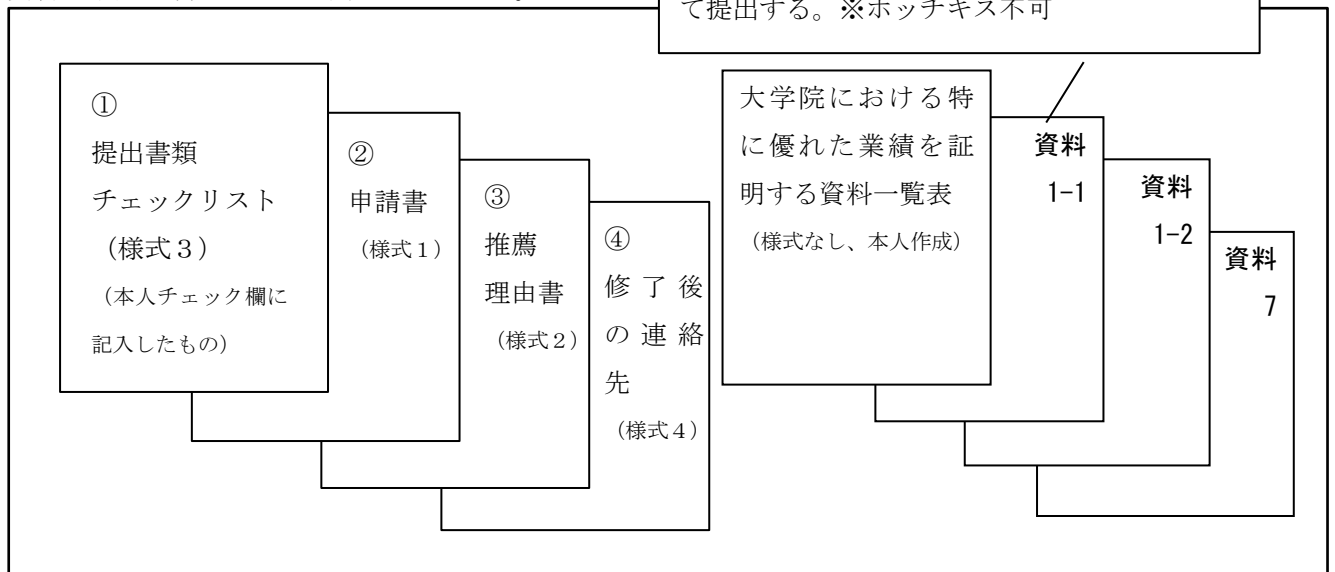 て提出する。※ホッチキス不可
①
提出書類
チェックリスト
（様式３）
（本人チェック欄に
記入したもの）
②
申請書
（様式１）
③
推薦
理由書
（様式２）
④
修了後
の連絡
先
（様式４）
大学院における特
に優れた業績を証
明する資料一覧表
（様式なし、本人作成）
資料
1-1
資料
1-2
資料
7